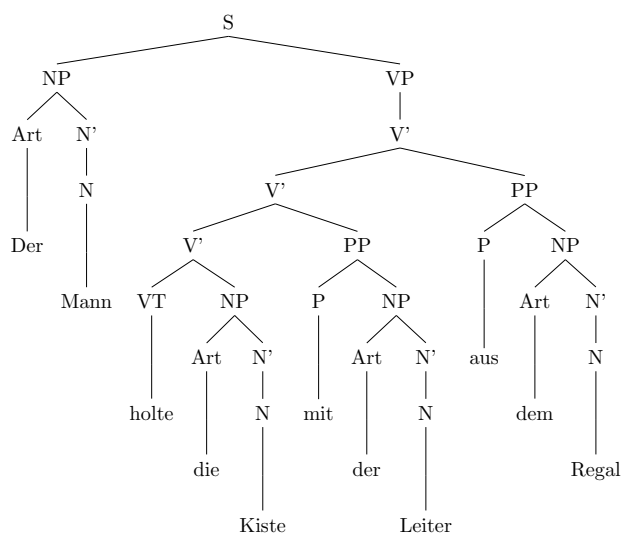 S
NP VP
Art N' V'
N V' PP
Der V' PP P NP
Mann VT NP P NP Art N'
Art N' Art N' aus N
holte N mit N dem
die der Regal
Kiste Leiter